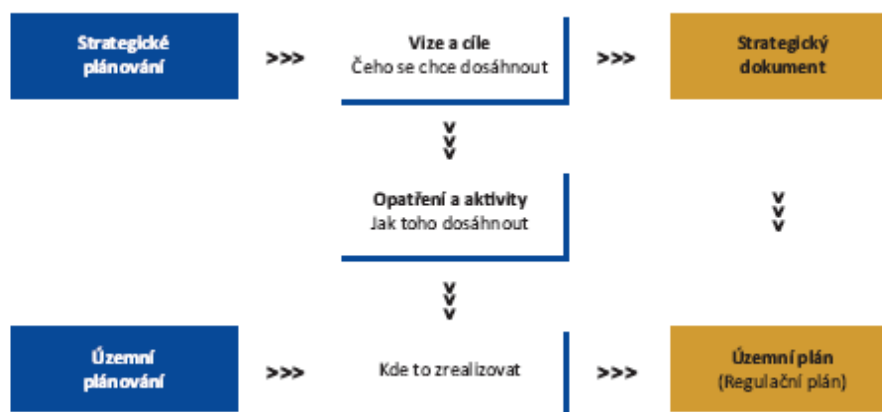 Strategické
plánování
>>>
Vize a cíle
Čeho se chce dosáhnout
>>>
Strategický
dokument
>>>
Opatření a aktivity
Jak toho dosáhnout
>>>
>>>
Územní
plánování
>>>
Kde to zrealizovat
>>>
Územní plán
(Regulační plán)